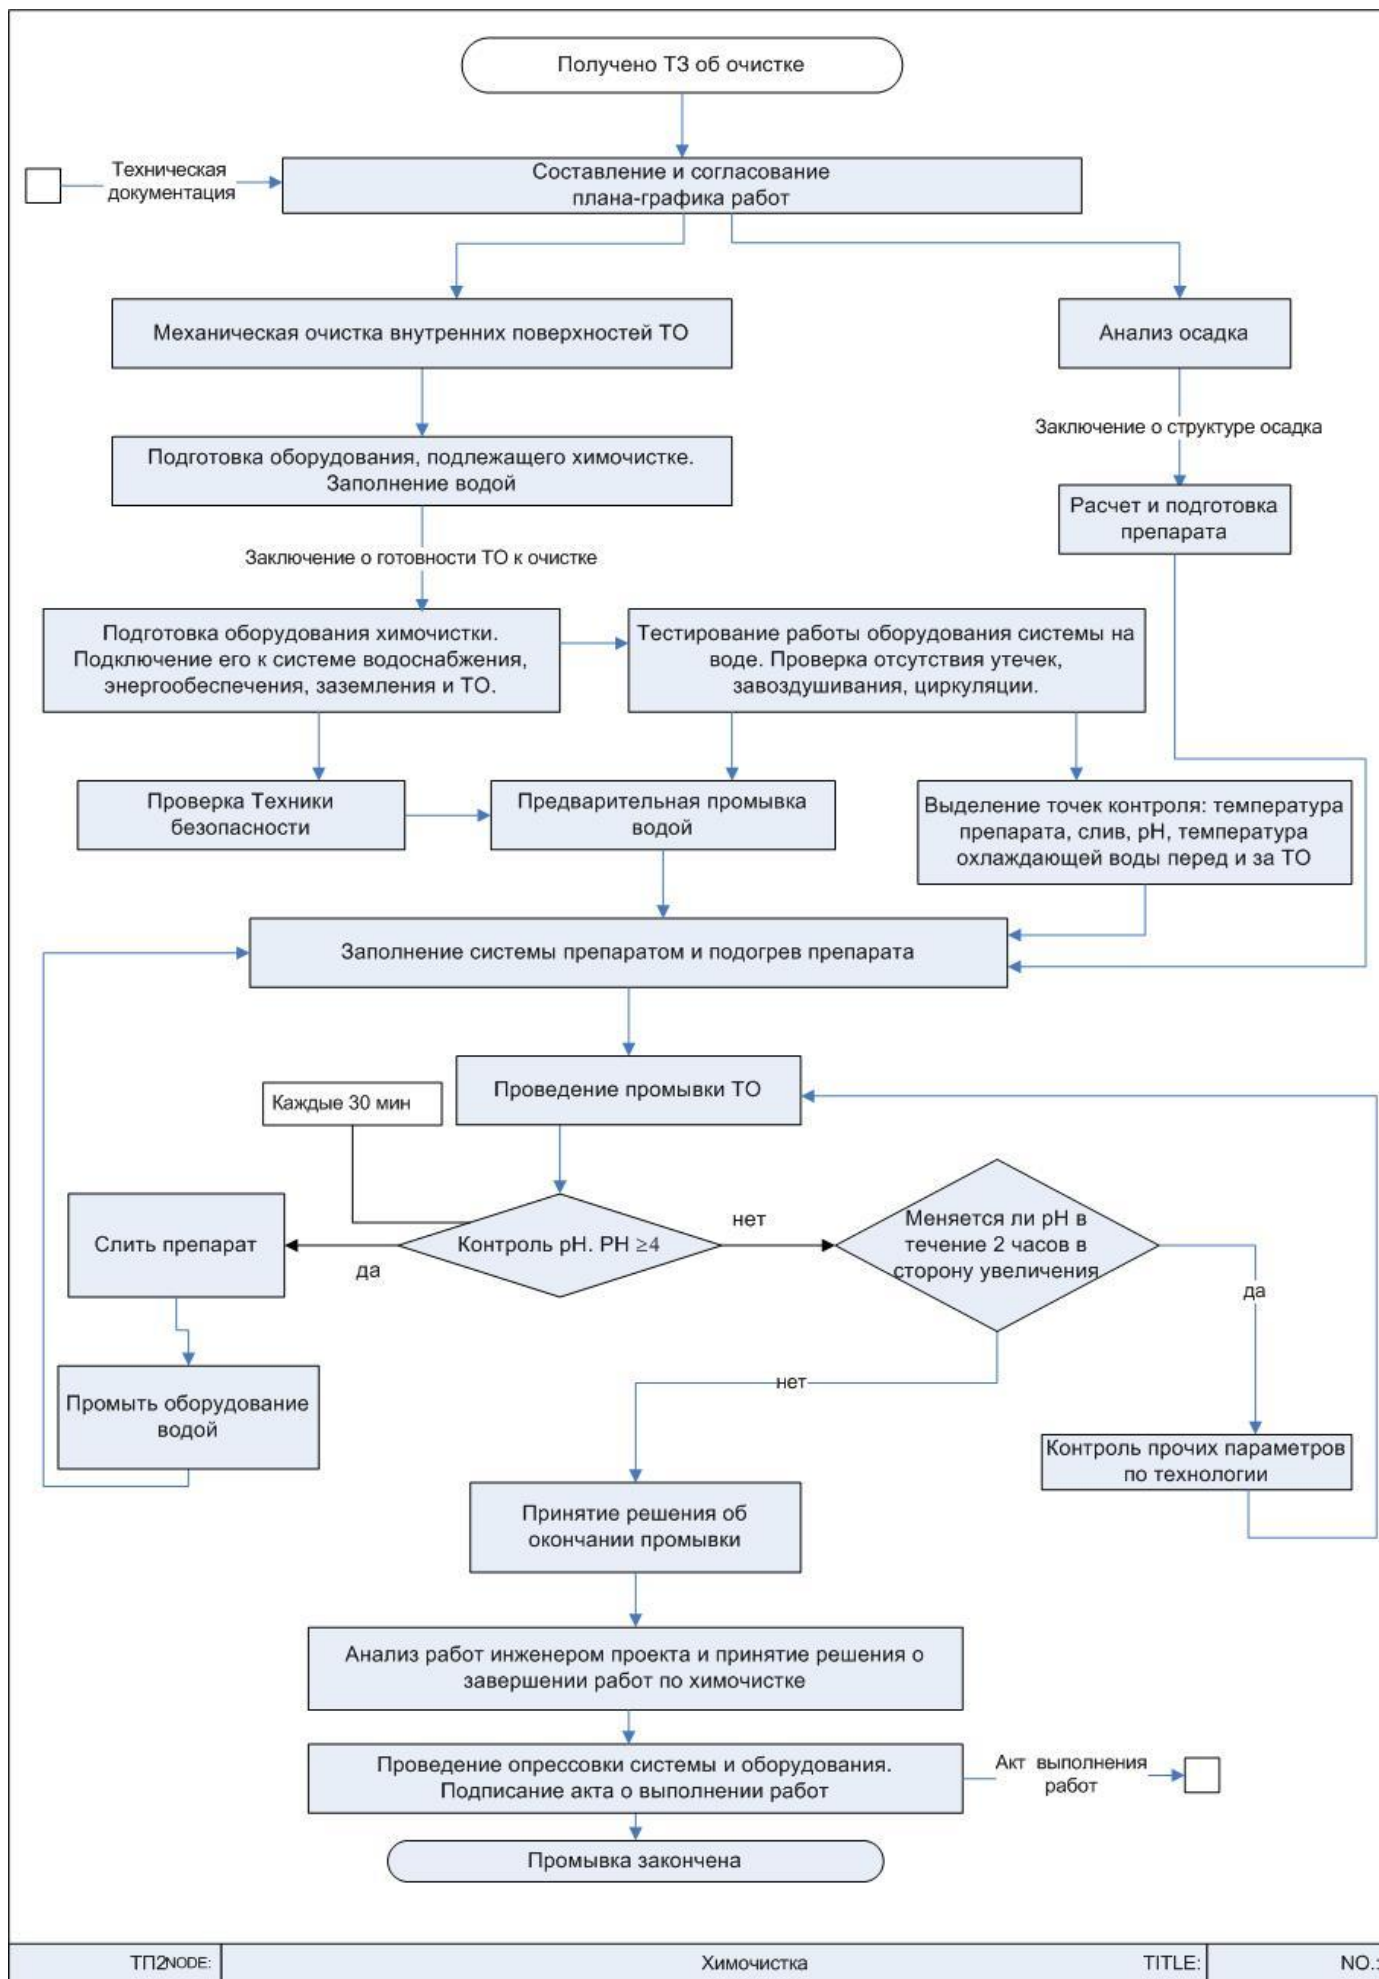 Получено ТЗ об очистке
Техническая
документация
Составление и согласование
плана-графика работ
Механическая очистка внутренних поверхностей ТО
Анализ осадка
Заключение о структуре осадка
Подготовка оборудования, подлежащего химочистке.
Заполнение водой
Расчет и подготовка
препарата
Заключение о готовности ТО к очистке
Подготовка оборудования химочистки.
Подключение его к системе водоснабжения,
энергообеспечения, заземления и ТО.
Тестирование работы оборудования системы на
воде. Проверка отсутствия утечек,
завоздушивания, циркуляции.
Проверка Техники
безопасности
Предварительная промывка
водой
Выделение точек контроля: температура
препарата, слив, pH, температура
охлаждающей воды перед и за ТО
Заполнение системы препаратом и подогрев препарата
Проведение промывки ТО
Каждые 30 мин
Слить препарат
да
Контроль pH. PH ≥4
нет
Меняется ли pH в
течение 2 часов в
сторону увеличения
да
Промыть оборудование
водой
нет
Контроль прочих параметров
по технологии
Принятие решения об
окончании промывки
Анализ работ инженером проекта и принятие решения о
завершении работ по химочистке
Проведение опрессовки системы и оборудования.
Подписание акта о выполнении работ
Акт выполнения
работ
Промывка закончена
ТП2NODE:
Химочистка
TITLE:
NO.: